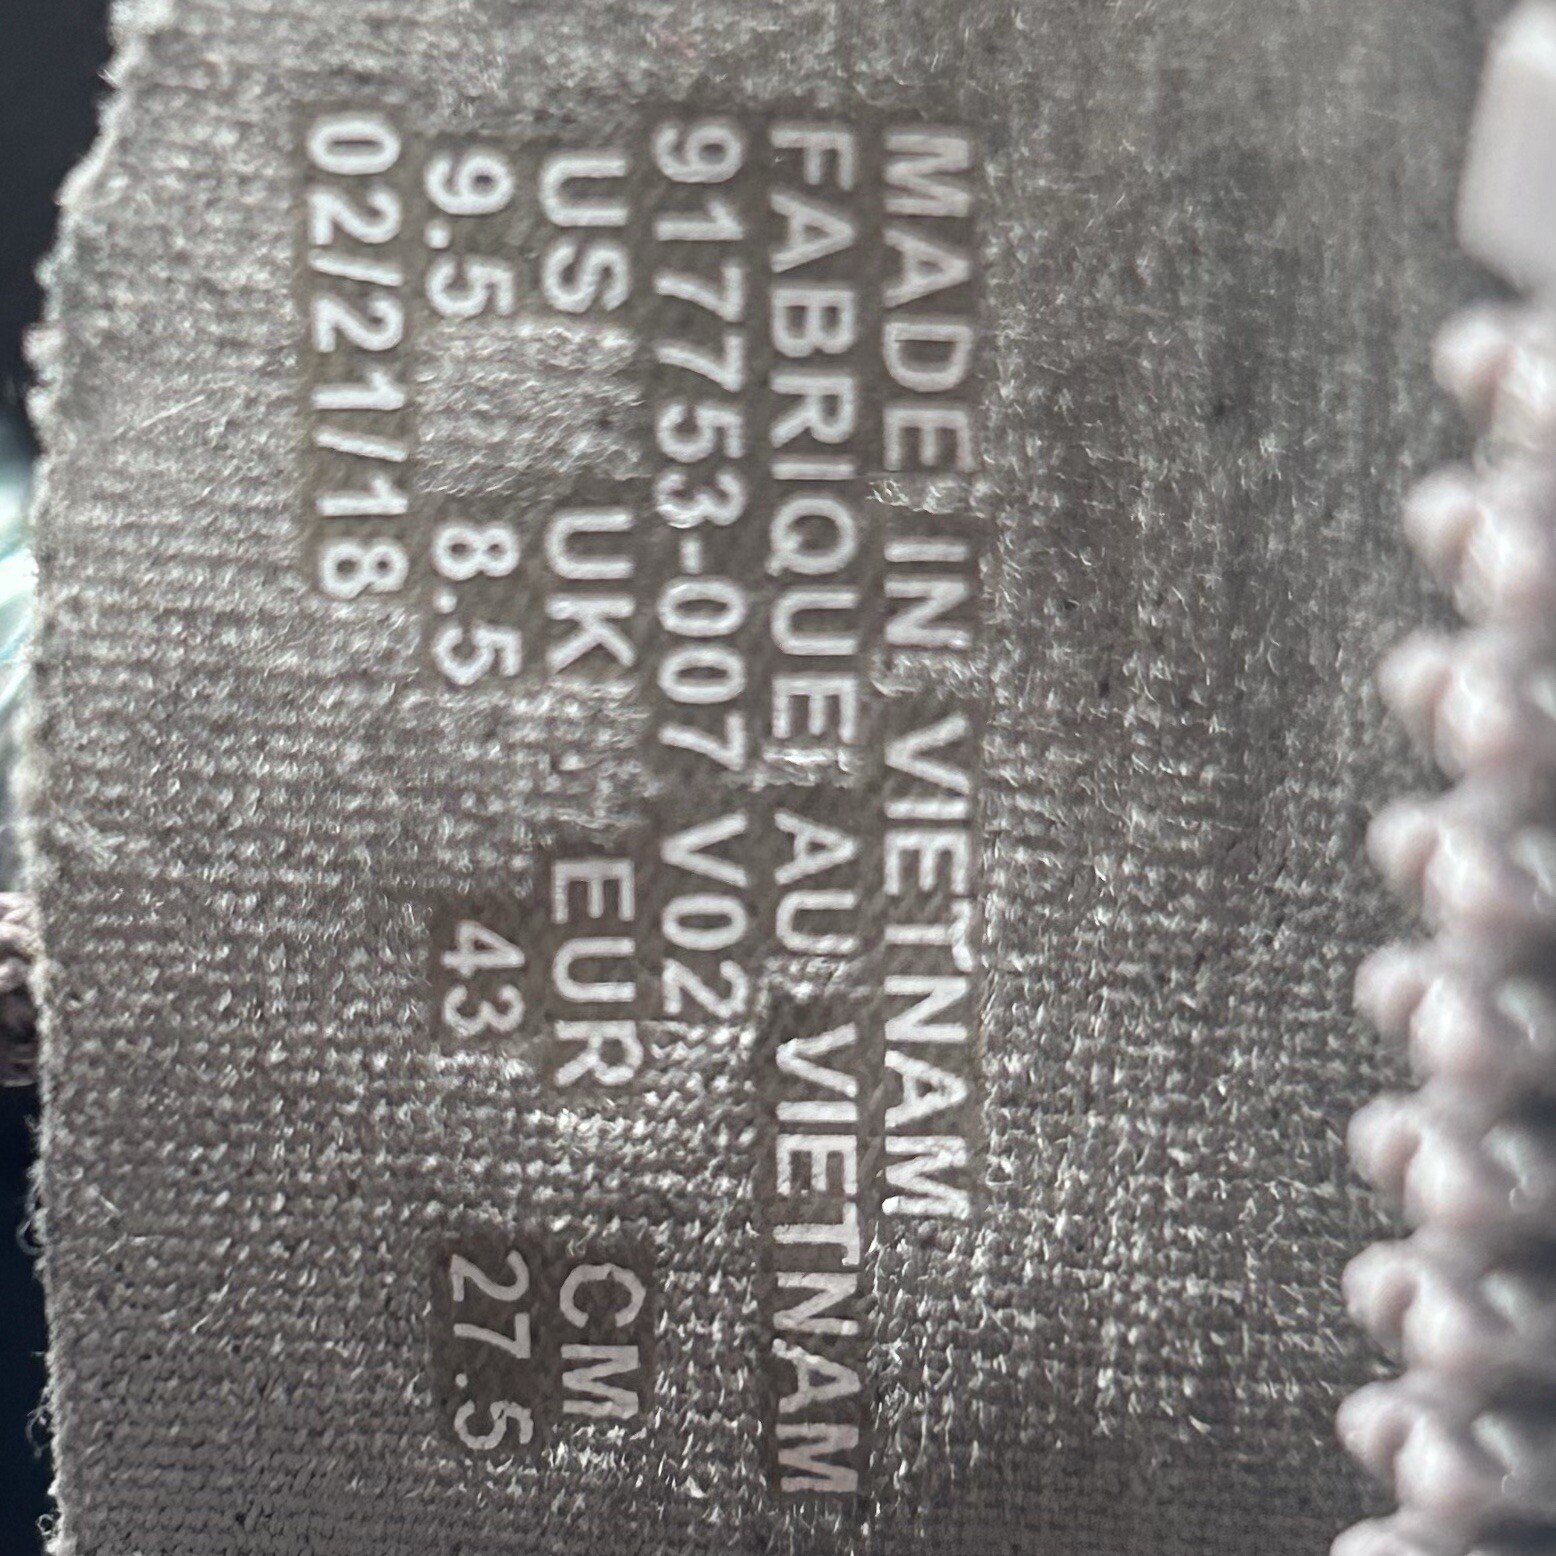 MADE IN VIETNAM
FABRIQUE AU VIETNAM
917753-007 V02
US UK EUR CM
9.5 8.5 43 27.5
02/21/18